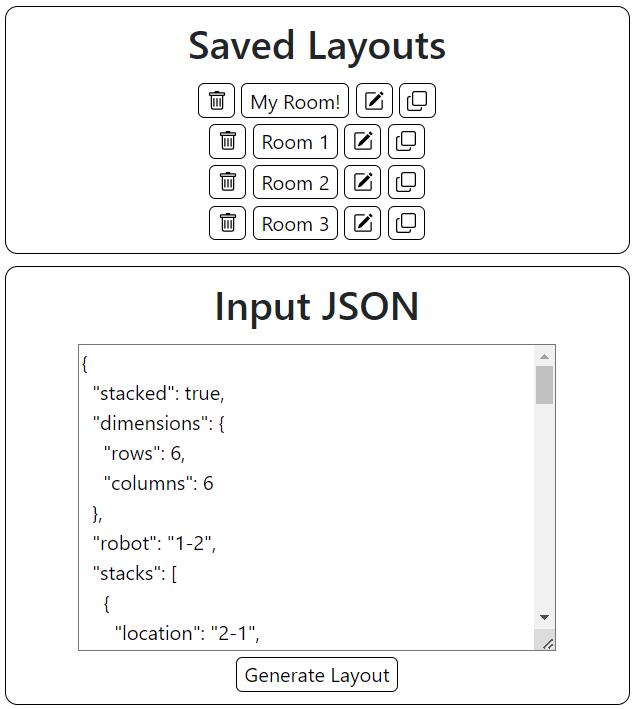 Saved Layouts
My Room!
Room 1
Room 2
Room 3
Input JSON
{
"stacked": true,
"dimensions": {
"rows": 6,
"columns": 6
},
"robot": "1-2",
"stacks": [
{
"location": "2-1",
Generate Layout